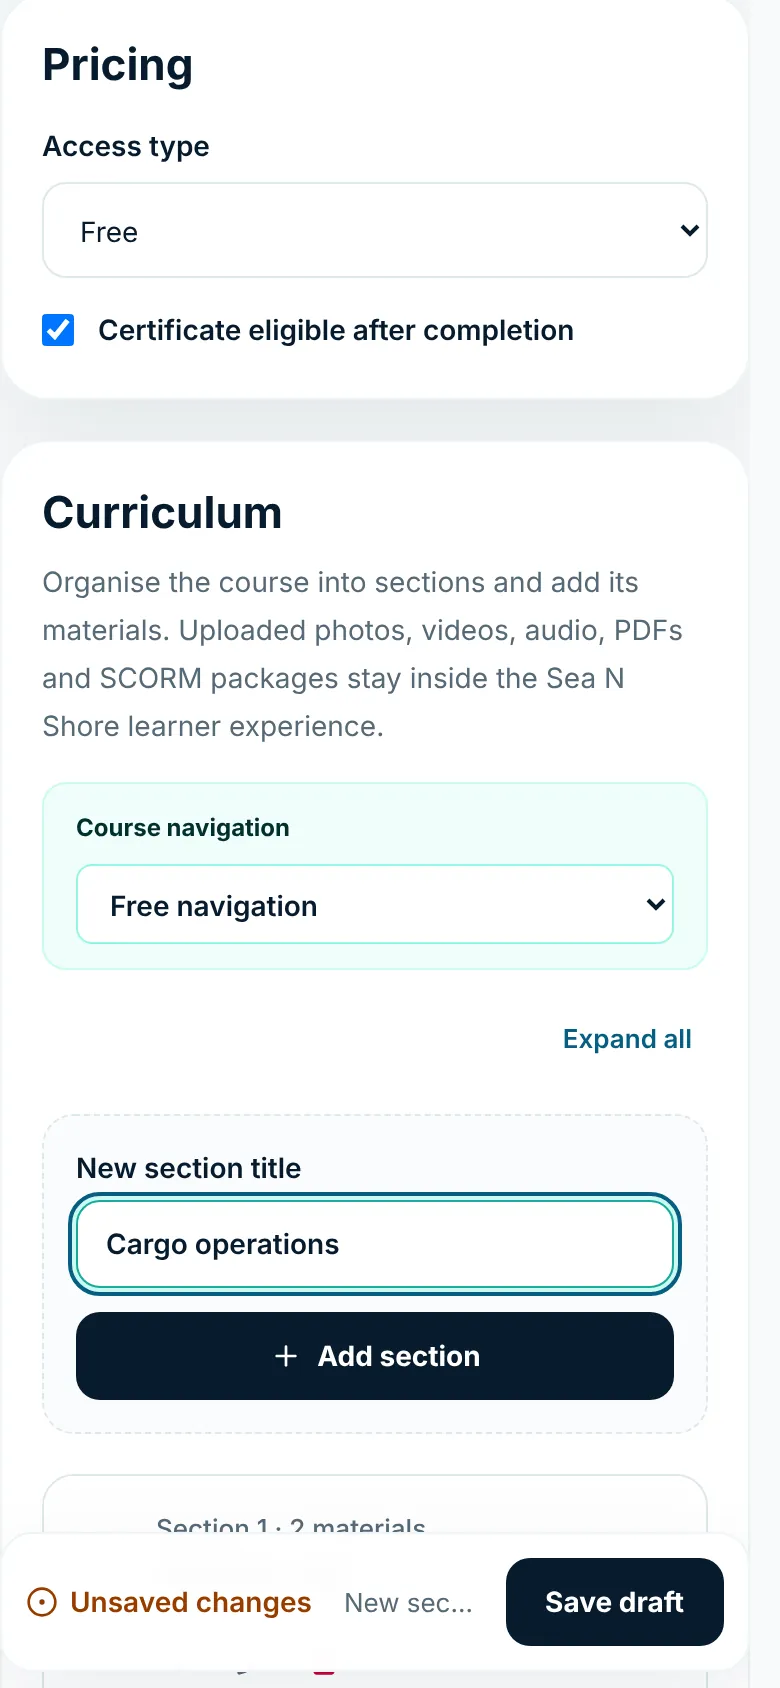 Pricing
Access type
Free
Certificate eligible after completion
Curriculum
Organise the course into sections and add its
materials. Uploaded photos, videos, audio, PDFs
and SCORM packages stay inside the Sea N
Shore learner experience.
Course navigation
Free navigation
Expand all
New section title
Cargo operations
+ Add section
Section 1 · 2 materials
Unsaved changes New sec... Save draft